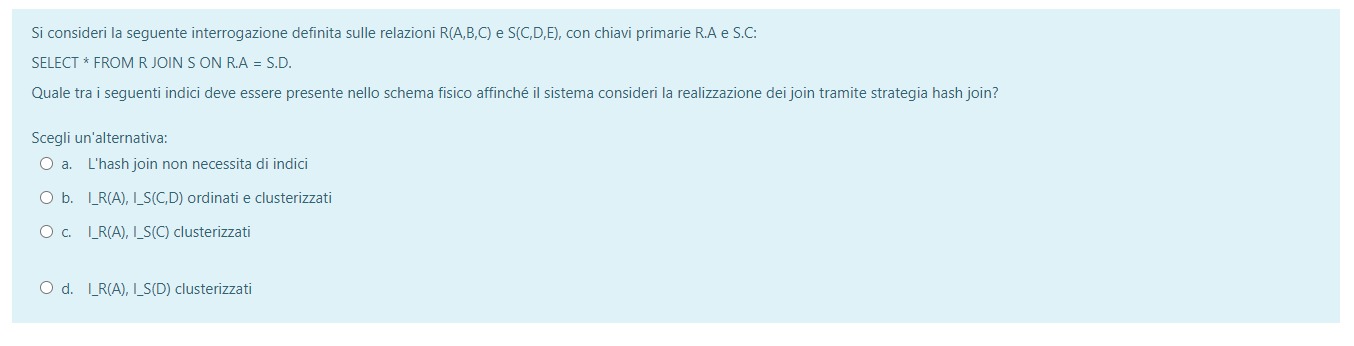 Si consideri la seguente interrogazione definita sulle relazioni R(A,B,C) e S(C,D,E), con chiavi primarie R.A e S.C:
SELECT * FROM R JOIN S ON R.A = S.D.
Quale tra i seguenti indici deve essere presente nello schema fisico affinché il sistema consideri la realizzazione dei join tramite strategia hash join?
Scegli un'alternativa:
a. L'hash join non necessita di indici
b. I_R(A), I_S(C,D) ordinati e clusterizzati
c. I_R(A), I_S(C) clusterizzati
d. I_R(A), I_S(D) clusterizzati